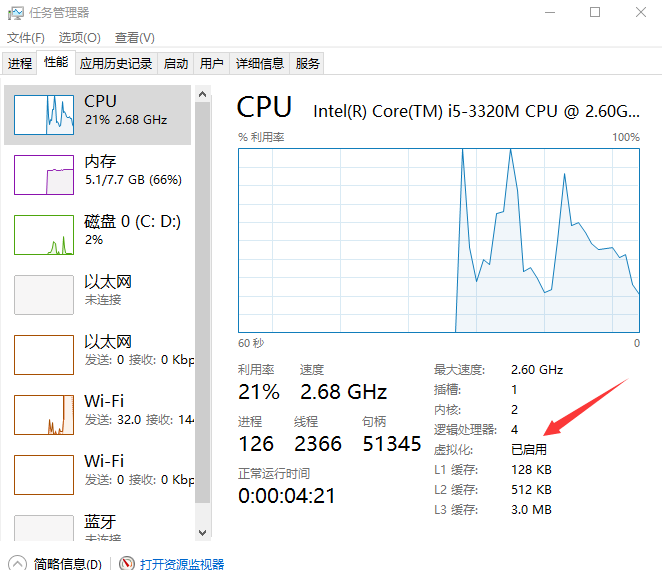 任务管理器
文件(F) 选项(O) 查看(V)
进程 性能 应用历史记录 启动 用户 详细信息 服务
CPU
21% 2.68 GHz
内存
5.1/7.7 GB (66%)
磁盘 0 (C: D:)
2%
以太网
未连接
以太网
发送: 0 接收: 0 Kbp
Wi-Fi
发送: 32.0 接收: 144
Wi-Fi
发送: 0 接收: 0 Kbp
蓝牙
未连接
CPU Intel(R) Core(TM) i5-3320M CPU @ 2.60G...
% 利用率 100%
60 秒 0
利用率 速度
21% 2.68 GHz
进程 线程 句柄
126 2366 51345
正常运行时间
0:00:04:21
最大速度: 2.60 GHz
插槽: 1
内核: 2
逻辑处理器: 4
虚拟化: 已启用
L1 缓存: 128 KB
L2 缓存: 512 KB
L3 缓存: 3.0 MB
简略信息(D) 打开资源监视器